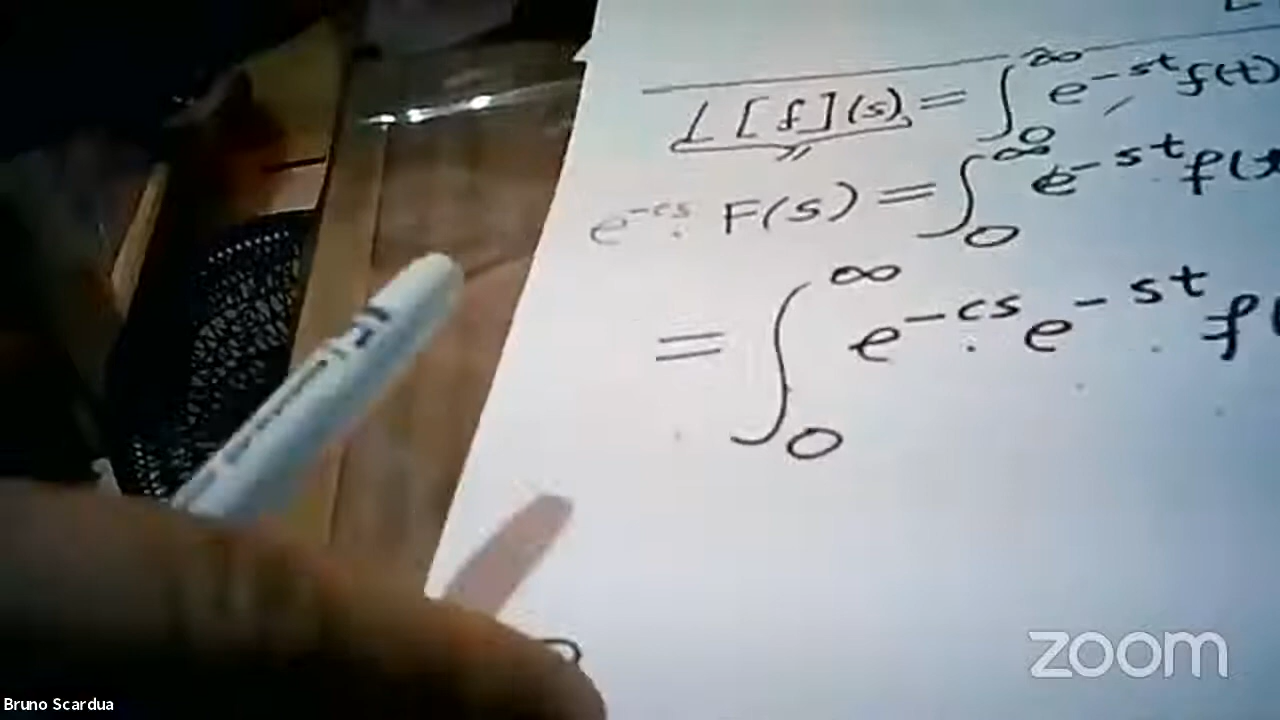 L[f](s) = ∫₀^∞ e^{-st} f(t)
e^{-cs} . F(s) = ∫₀^∞ e^{-st} f(
= ∫₀^∞ e^{-cs} e^{-st} f(
zoom
Bruno Scardua